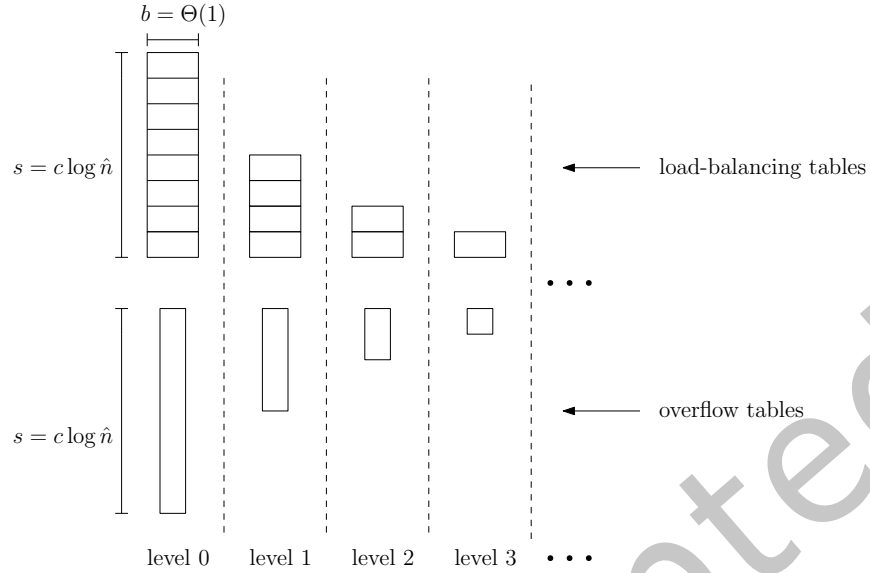 b = Θ(1)
s = c log n̂
load-balancing tables
s = c log n̂
overflow tables
level 0
level 1
level 2
level 3